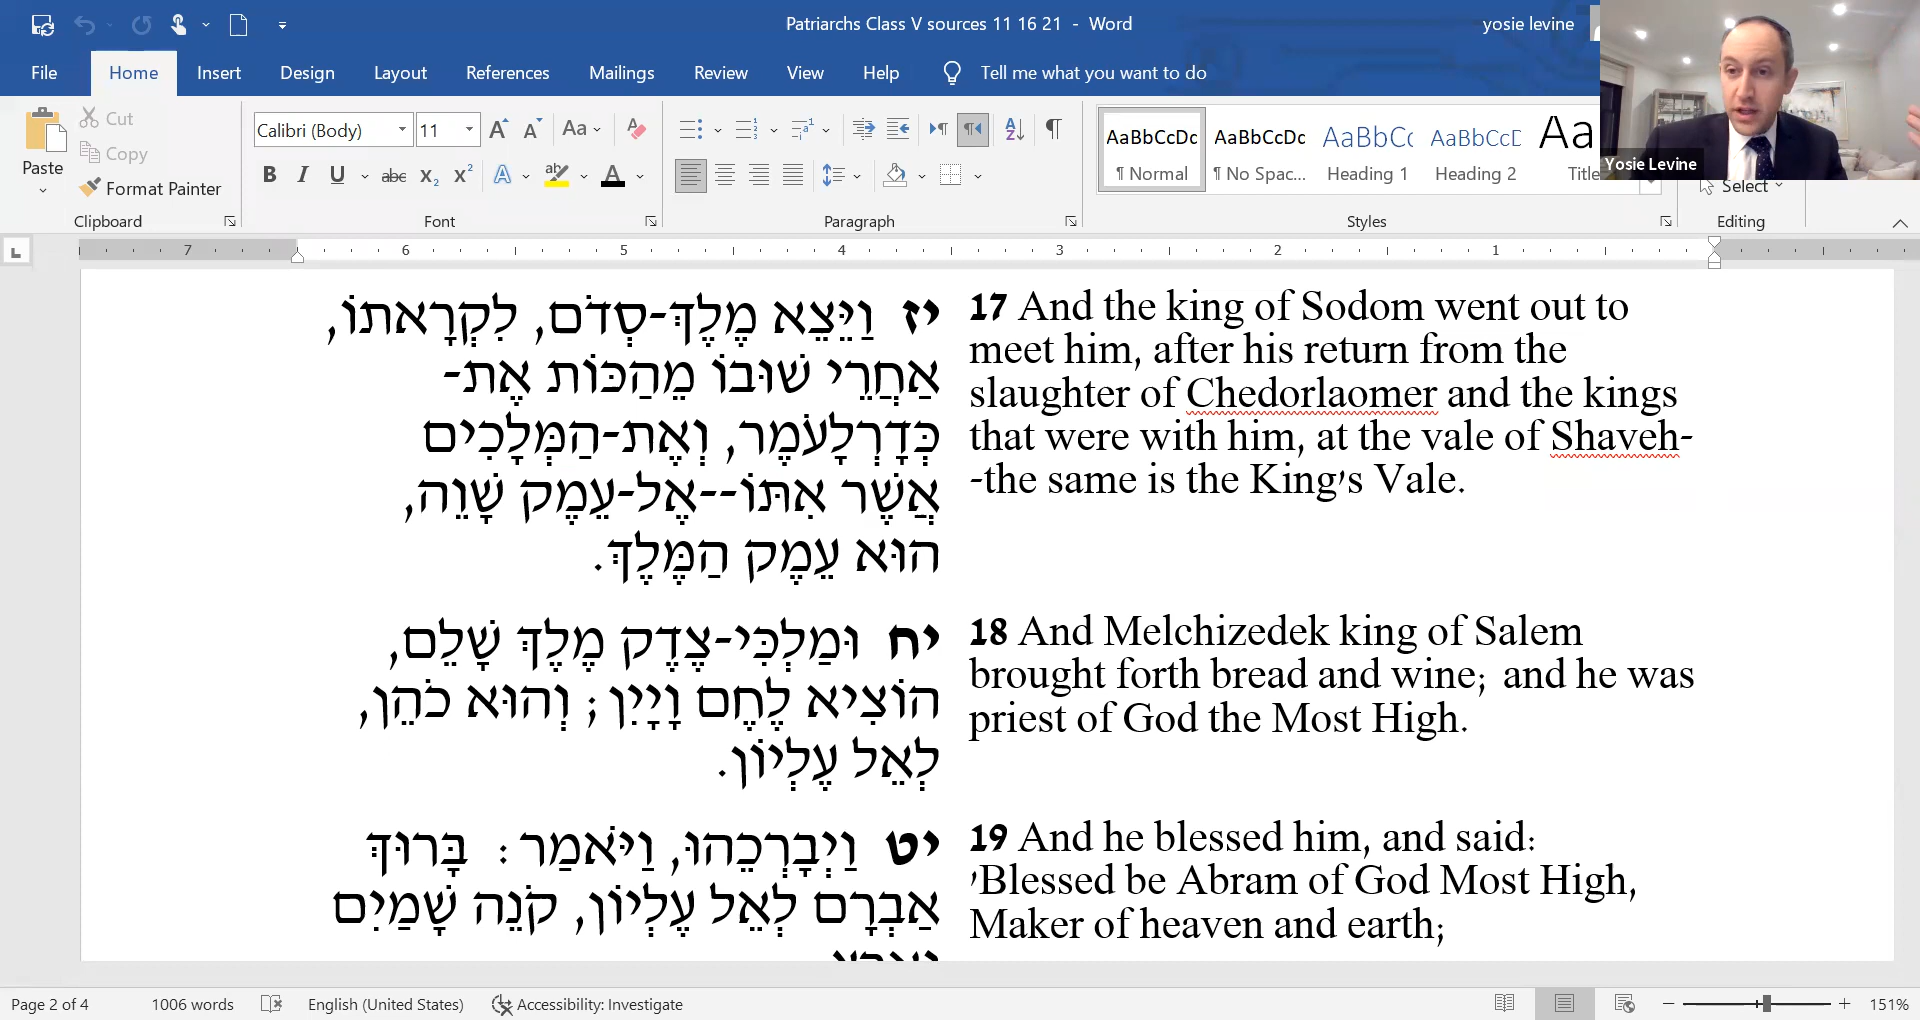 Patriarchs Class V sources 11 16 21 - Word
yosie levine
File Home Insert Design Layout References Mailings Review View Help Tell me what you want to do
Paste
Cut
Copy
Format Painter
Clipboard
Calibri (Body) 11
Font
Paragraph
AaBbCcDc
¶ Normal
AaBbCcDc
¶ No Spac...
AaBbCc
Heading 1
AaBbCcD
Heading 2
Aa
Title
Styles
Select
Editing
Yosie Levine
7 6 5 4 3 2 1
יז וַיֵּצֵא מֶלֶךְ-סְדֹם, לִקְרָאתוֹ,
אַחֲרֵי שׁוּבוֹ מֵהַכּוֹת אֶת-
כְּדָרְלָעֹמֶר, וְאֶת-הַמְּלָכִים
אֲשֶׁר אִתּוֹ--אֶל-עֵמֶק שָׁוֵה,
הוּא עֵמֶק הַמֶּלֶךְ.
17 And the king of Sodom went out to
meet him, after his return from the
slaughter of Chedorlaomer and the kings
that were with him, at the vale of Shaveh-
-the same is the King's Vale.
יח וּמַלְכִּי-צֶדֶק מֶלֶךְ שָׁלֵם,
הוֹצִיא לֶחֶם וָיָיִן; וְהוּא כֹהֵן,
לְאֵל עֶלְיוֹן.
18 And Melchizedek king of Salem
brought forth bread and wine; and he was
priest of God the Most High.
יט וַיְבָרְכֵהוּ, וַיֹּאמַר: בָּרוּךְ
אַבְרָם לְאֵל עֶלְיוֹן, קֹנֵה שָׁמַיִם
19 And he blessed him, and said:
'Blessed be Abram of God Most High,
Maker of heaven and earth;
Page 2 of 4 1006 words English (United States) Accessibility: Investigate 151%